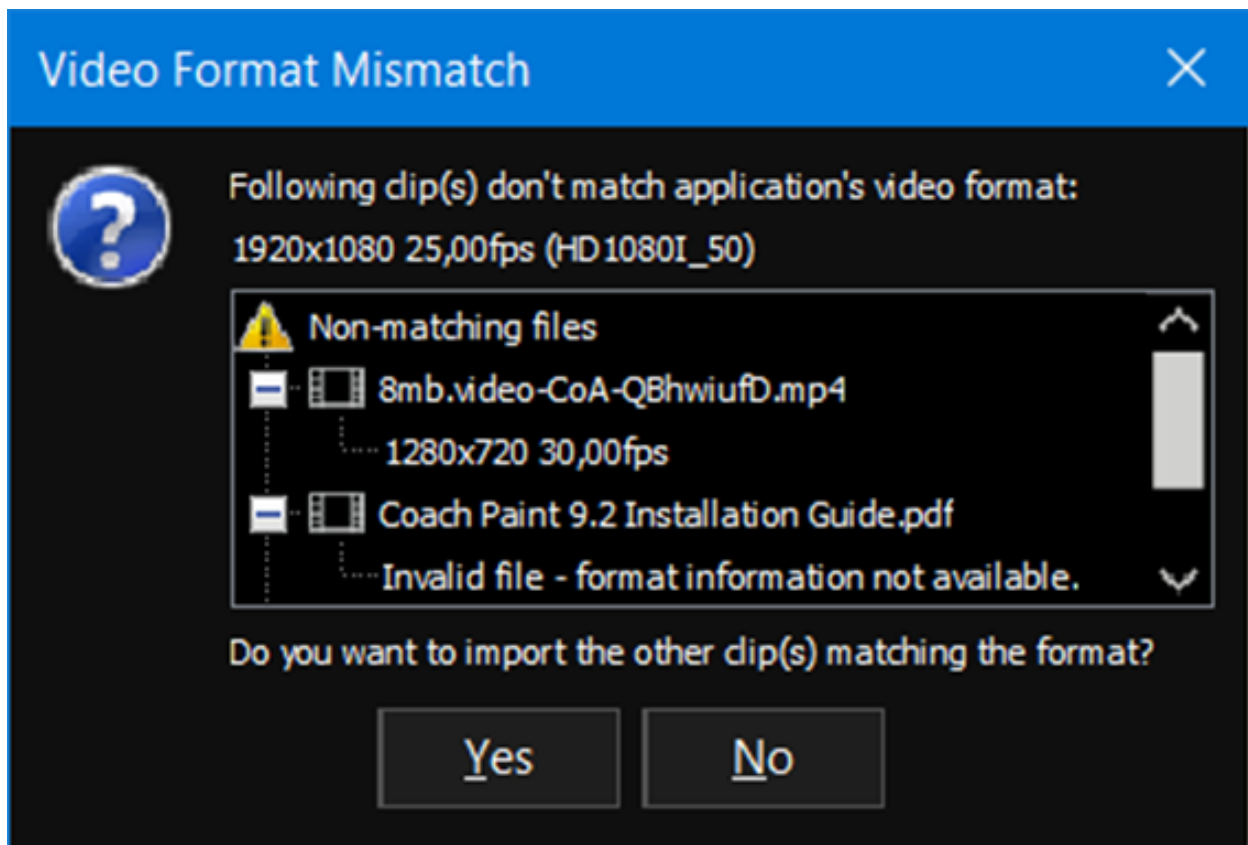 Video Format Mismatch
Following clip(s) don't match application's video format:
1920x1080 25,00fps (HD1080I_50)
Non-matching files
8mb.video-CoA-QBhwiufD.mp4
1280x720 30,00fps
Coach Paint 9.2 Installation Guide.pdf
Invalid file - format information not available.
Do you want to import the other clip(s) matching the format?
Yes No